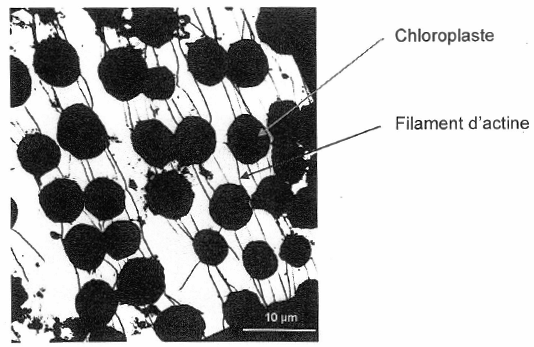 Chloroplaste
Filament d'actine
10 µm